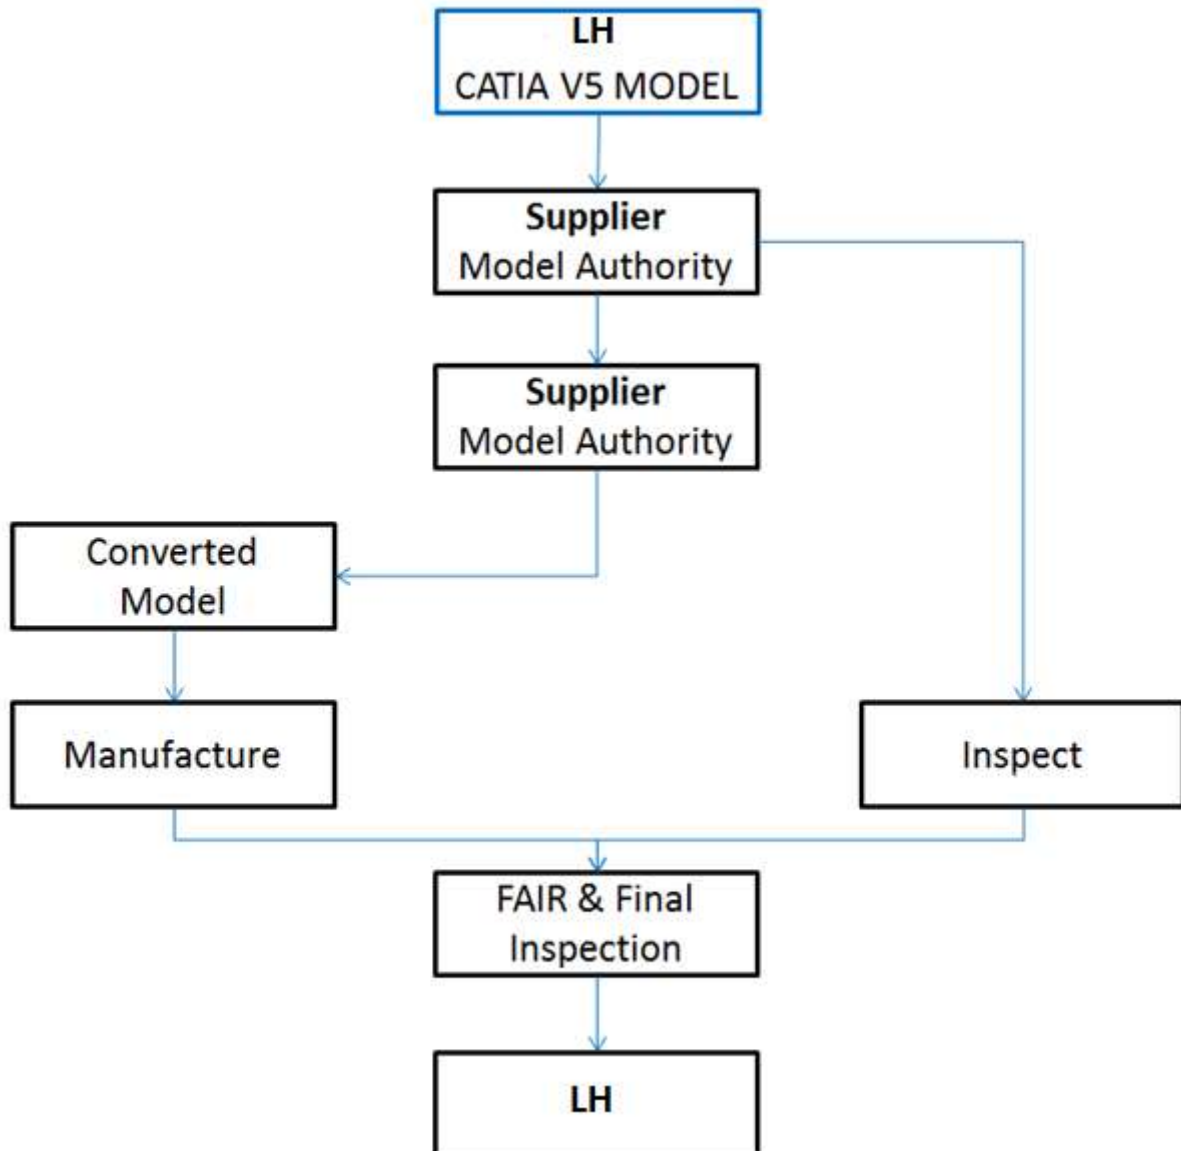 LH
CATIA V5 MODEL
Supplier
Model Authority
Supplier
Model Authority
Converted
Model
Manufacture
Inspect
FAIR & Final
Inspection
LH